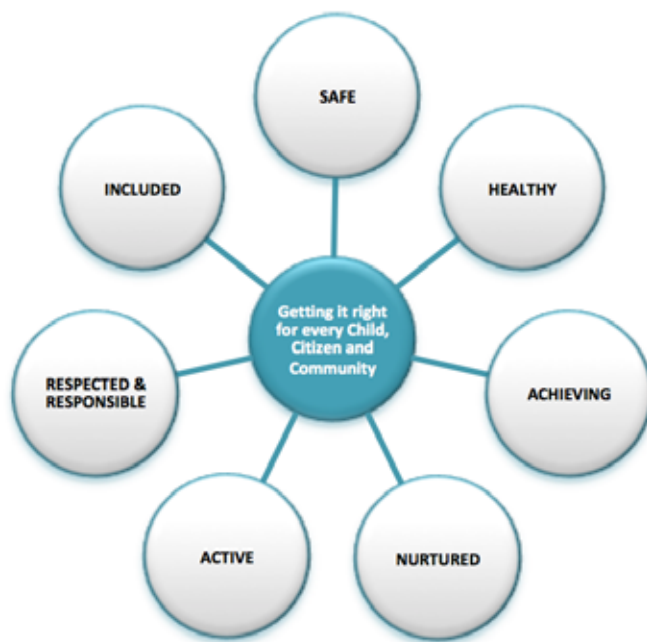 SAFE
HEALTHY
ACHIEVING
NURTURED
ACTIVE
RESPECTED &
RESPONSIBLE
INCLUDED
Getting it right
for every Child,
Citizen and
Community